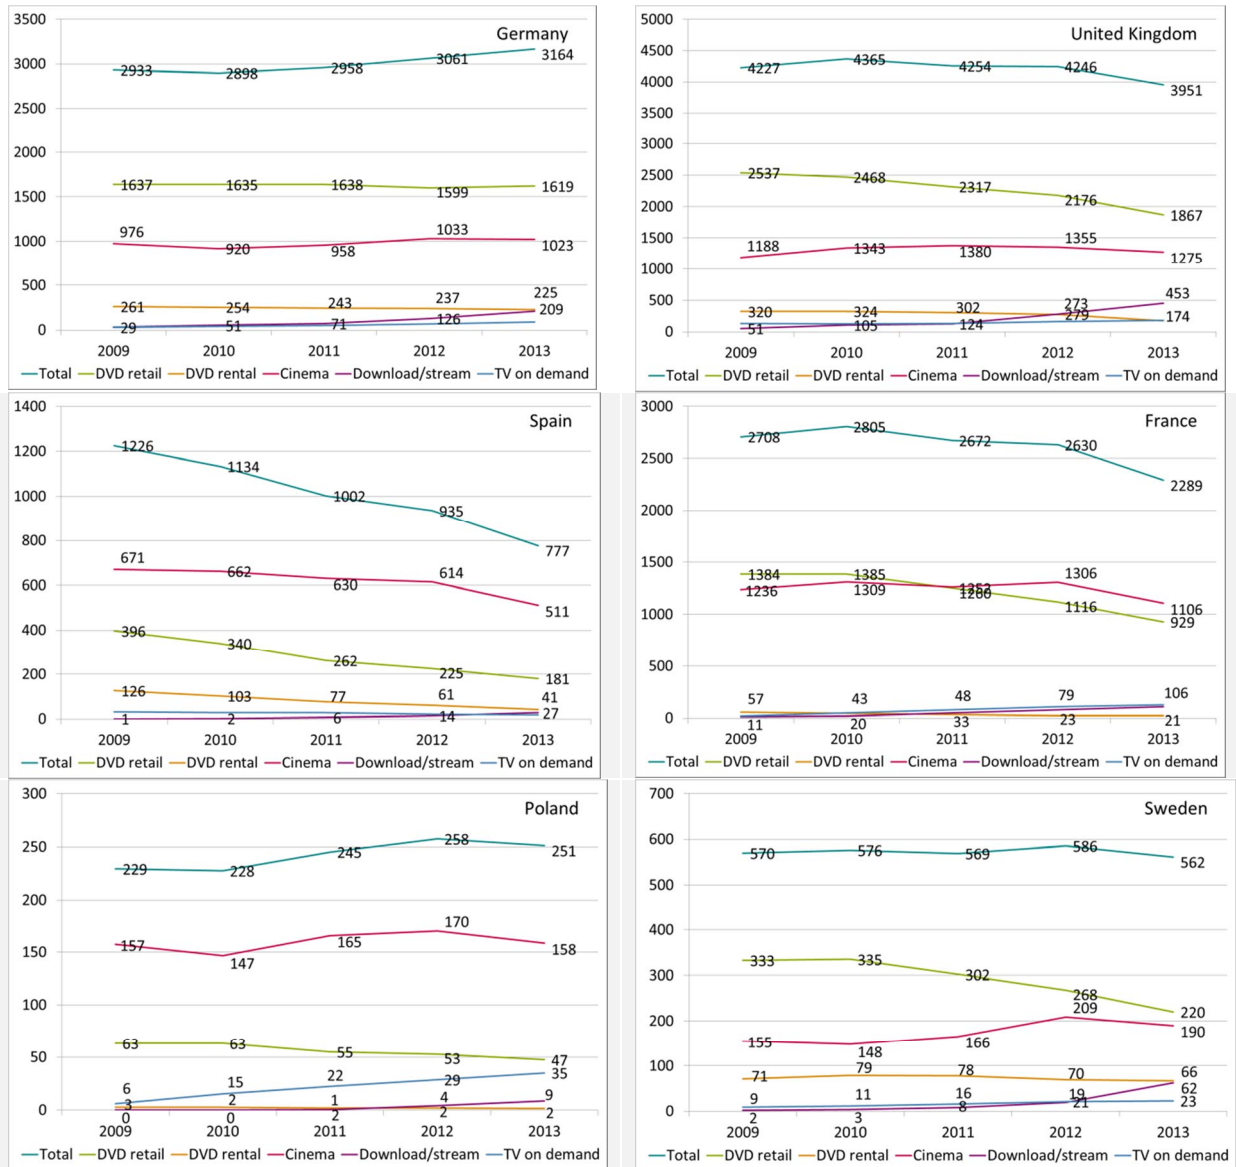 Germany
3500
3000
2500
2000
1500
1000
500
0
2933 2898 2958 3061 3164
1637 1635 1638 1599 1619
976 920 958 1033 1023
261 254 243 237 225
29 51 71 126 209
2009 2010 2011 2012 2013
Total DVD retail DVD rental Cinema Download/stream TV on demand
United Kingdom
5000
4500
4000
3500
3000
2500
2000
1500
1000
500
0
4227 4365 4254 4246 3951
2537 2468 2317 2176 1867
1188 1343 1380 1355 1275
320 324 302 273 453
51 105 124 279 174
2009 2010 2011 2012 2013
Total DVD retail DVD rental Cinema Download/stream TV on demand
Spain
1400
1200
1000
800
600
400
200
0
1226 1134 1002 935 777
671 662 630 614 511
396 340 262 225 181
126 103 77 61 41
1 2 6 14 27
2009 2010 2011 2012 2013
Total DVD retail DVD rental Cinema Download/stream TV on demand
France
3000
2500
2000
1500
1000
500
0
2708 2805 2672 2630 2289
1384 1385 1252 1306 1106
1236 1309 1260 1116 929
57 43 48 79 106
11 20 33 23 21
2009 2010 2011 2012 2013
Total DVD retail DVD rental Cinema Download/stream TV on demand
Poland
300
250
200
150
100
50
0
229 228 245 258 251
157 147 165 170 158
63 63 55 53 47
6 15 22 29 35
3 2 1 4 9
0 0 2 2 2
2009 2010 2011 2012 2013
Total DVD retail DVD rental Cinema Download/stream TV on demand
Sweden
700
600
500
400
300
200
100
0
570 576 569 586 562
333 335 302 268 220
155 148 166 209 190
71 79 78 70 66
9 11 16 19 62
2 3 8 21 23
2009 2010 2011 2012 2013
Total DVD retail DVD rental Cinema Download/stream TV on demand